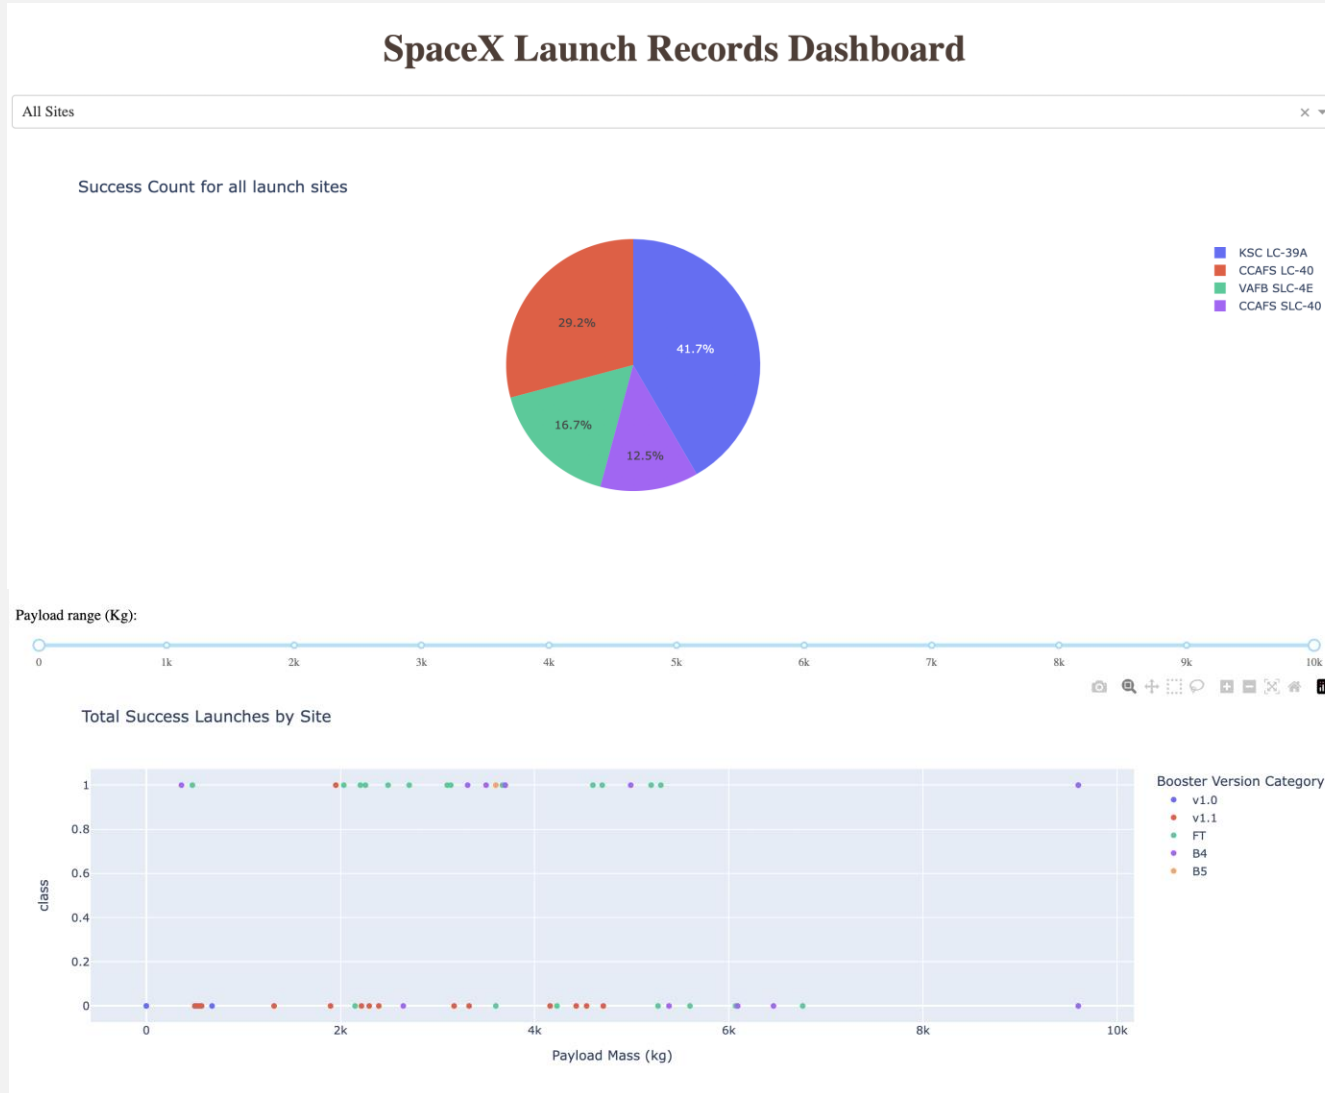 SpaceX Launch Records Dashboard
All Sites
Success Count for all launch sites
KSC LC-39A
CCAFS LC-40
VAFB SLC-4E
CCAFS SLC-40
29.2%
41.7%
16.7%
12.5%
Payload range (Kg):
0 1k 2k 3k 4k 5k 6k 7k 8k 9k 10k
Total Success Launches by Site
Booster Version Category
v1.0
v1.1
FT
B4
B5
class
1
0.8
0.6
0.4
0.2
0
0 2k 4k 6k 8k 10k
Payload Mass (kg)